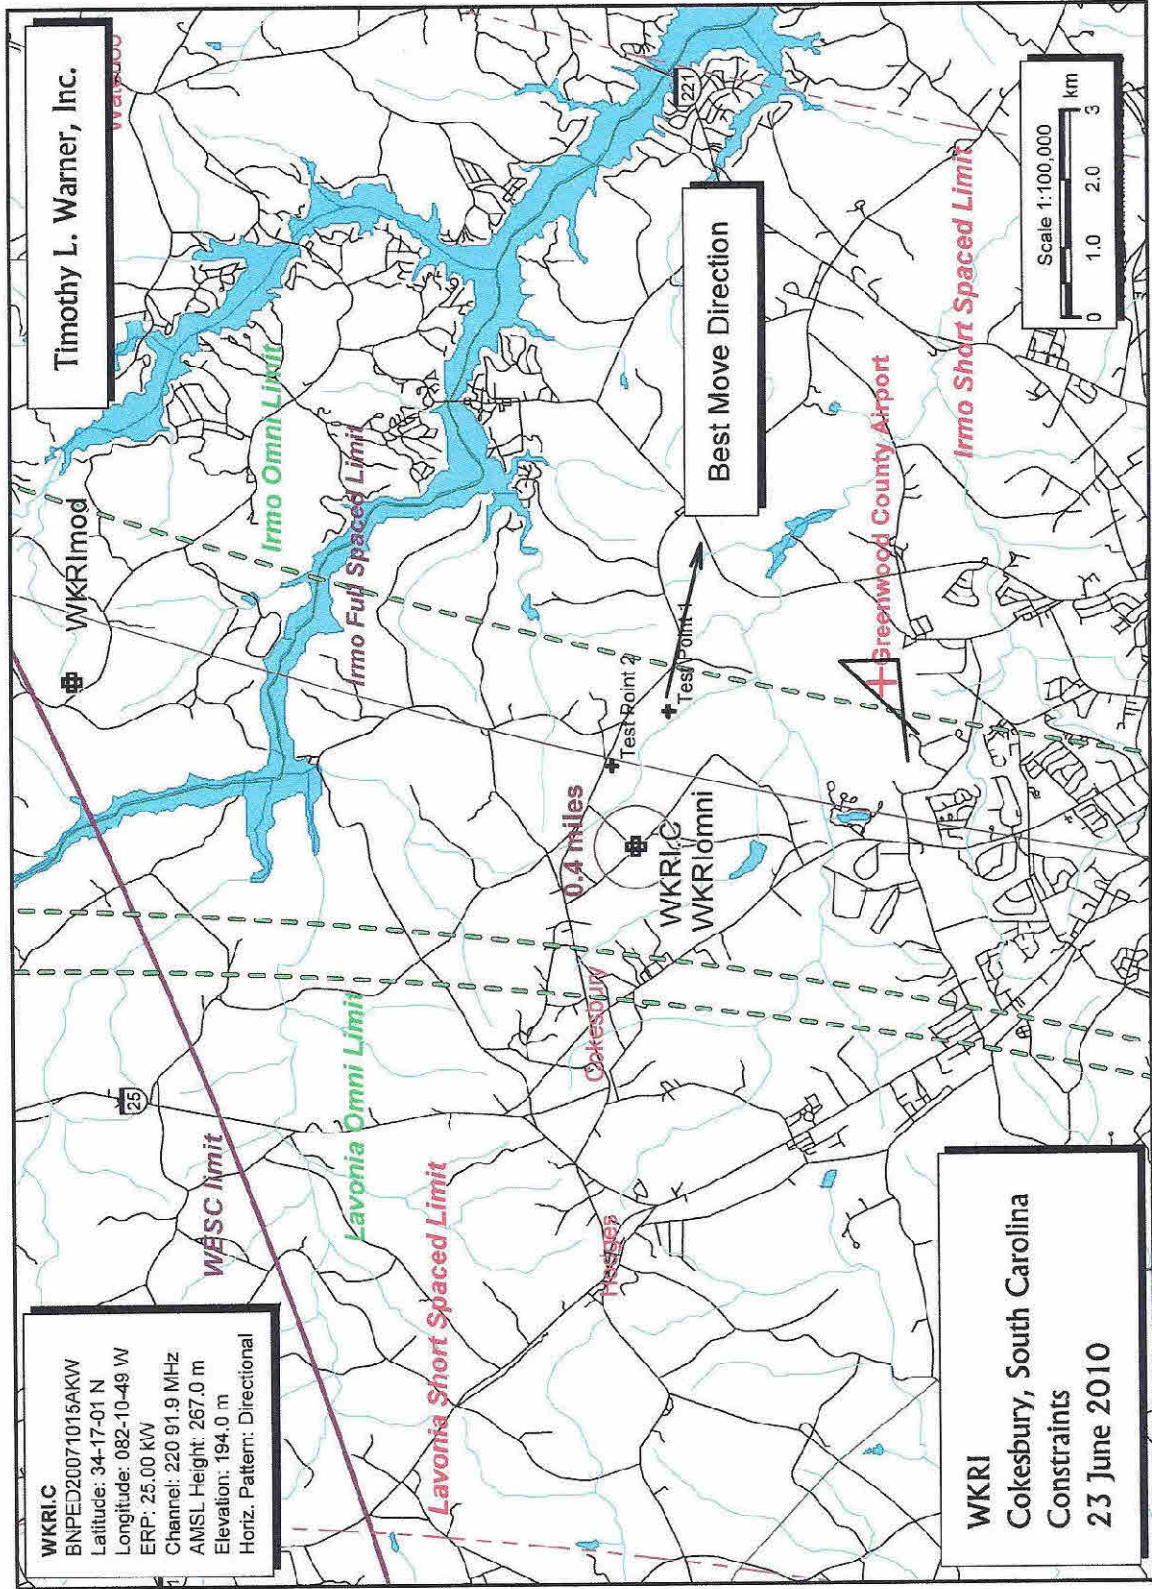 WKRI.C
BNPED20071015AKW
Latitude: 34-17-01 N
Longitude: 082-10-49 W
ERP: 25.00 kW
Channel: 220 91.9 MHz
AMSL Height: 267.0 m
Elevation: 194.0 m
Horiz. Pattern: Directional
Timothy L. Warner, Inc.
Waterloo
WKRImod
25
WESC limit
Irmo Omni Limit
Irmo Full Spaced Limit
Lavonia Omni Limit
Lavonia Short Spaced Limit
221
0.4 miles
Test Point 2
Test Point 1
Cokesbury
Hodges
WKRI.C
WKRIomni
Best Move Direction
Greenwood County Airport
Irmo Short Spaced Limit
Scale 1:100,000
0 1.0 2.0 3 km
WKRI
Cokesbury, South Carolina
Constraints
23 June 2010